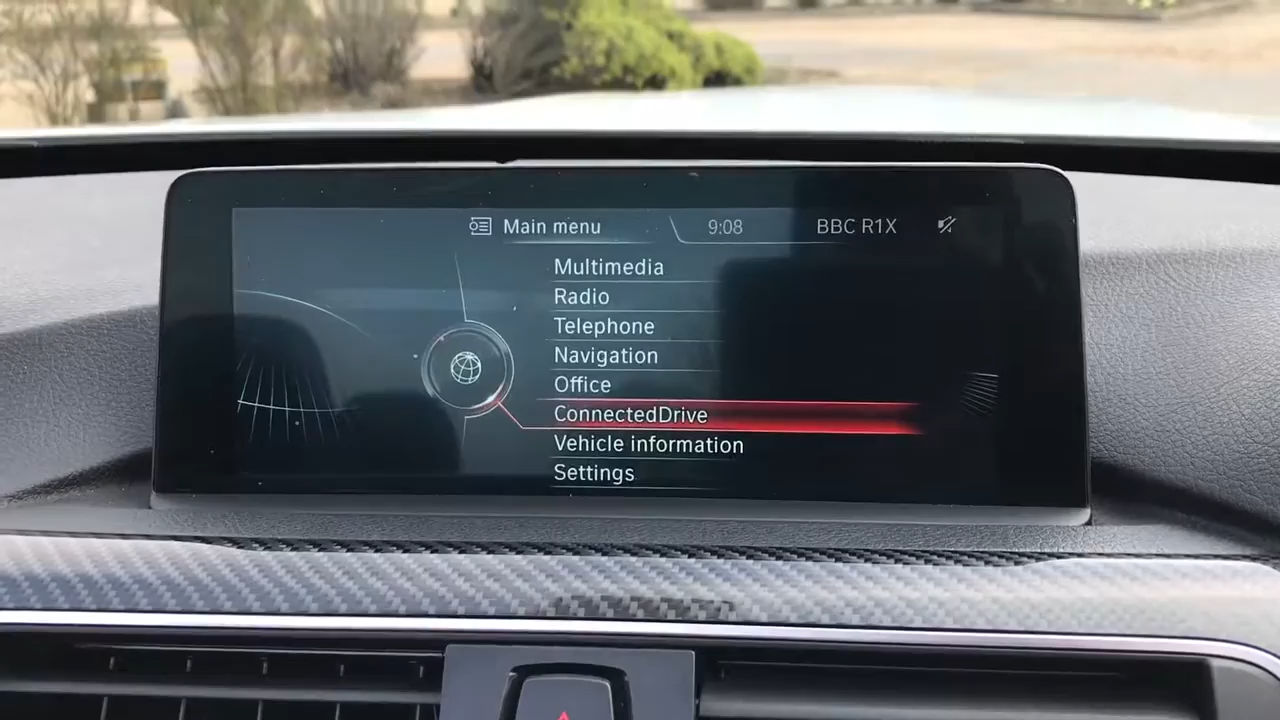 Main menu 9:08 BBC R1X
Multimedia
Radio
Telephone
Navigation
Office
ConnectedDrive
Vehicle information
Settings